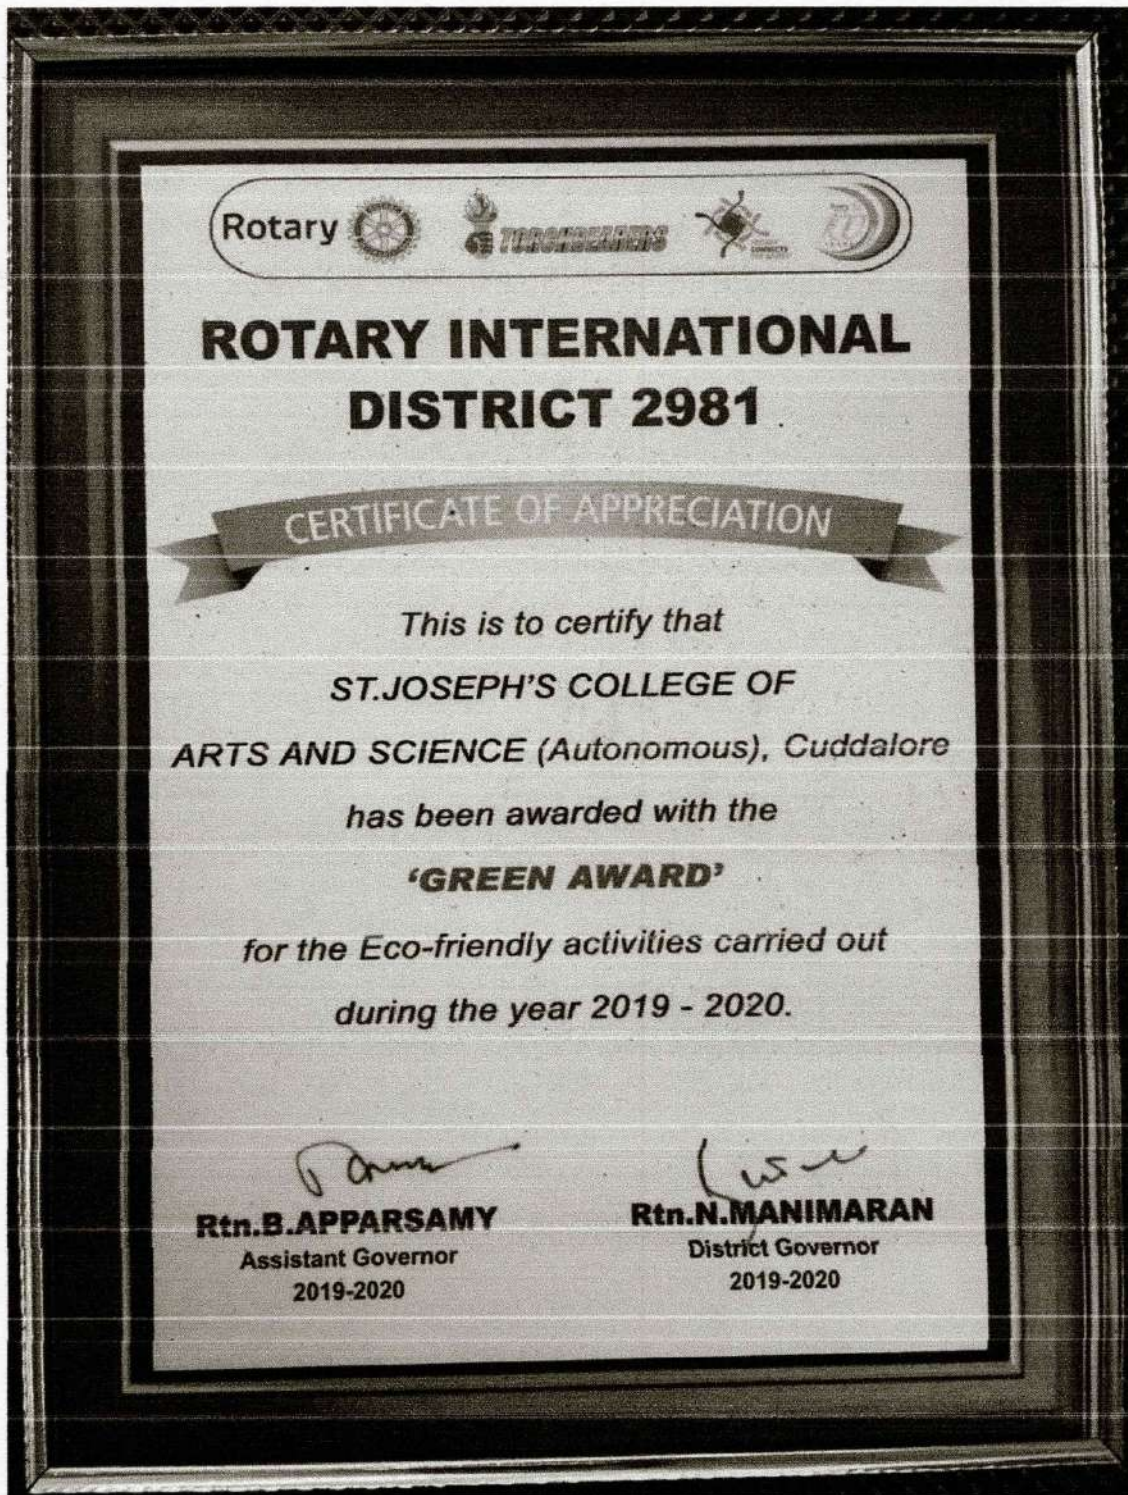 Rotary TORCHBEARERS
ROTARY INTERNATIONAL
DISTRICT 2981
CERTIFICATE OF APPRECIATION
This is to certify that
ST.JOSEPH'S COLLEGE OF
ARTS AND SCIENCE (Autonomous), Cuddalore
has been awarded with the
‘GREEN AWARD’
for the Eco-friendly activities carried out
during the year 2019 - 2020.
Rtn.B.APPARSAMY
Assistant Governor
2019-2020
Rtn.N.MANIMARAN
District Governor
2019-2020